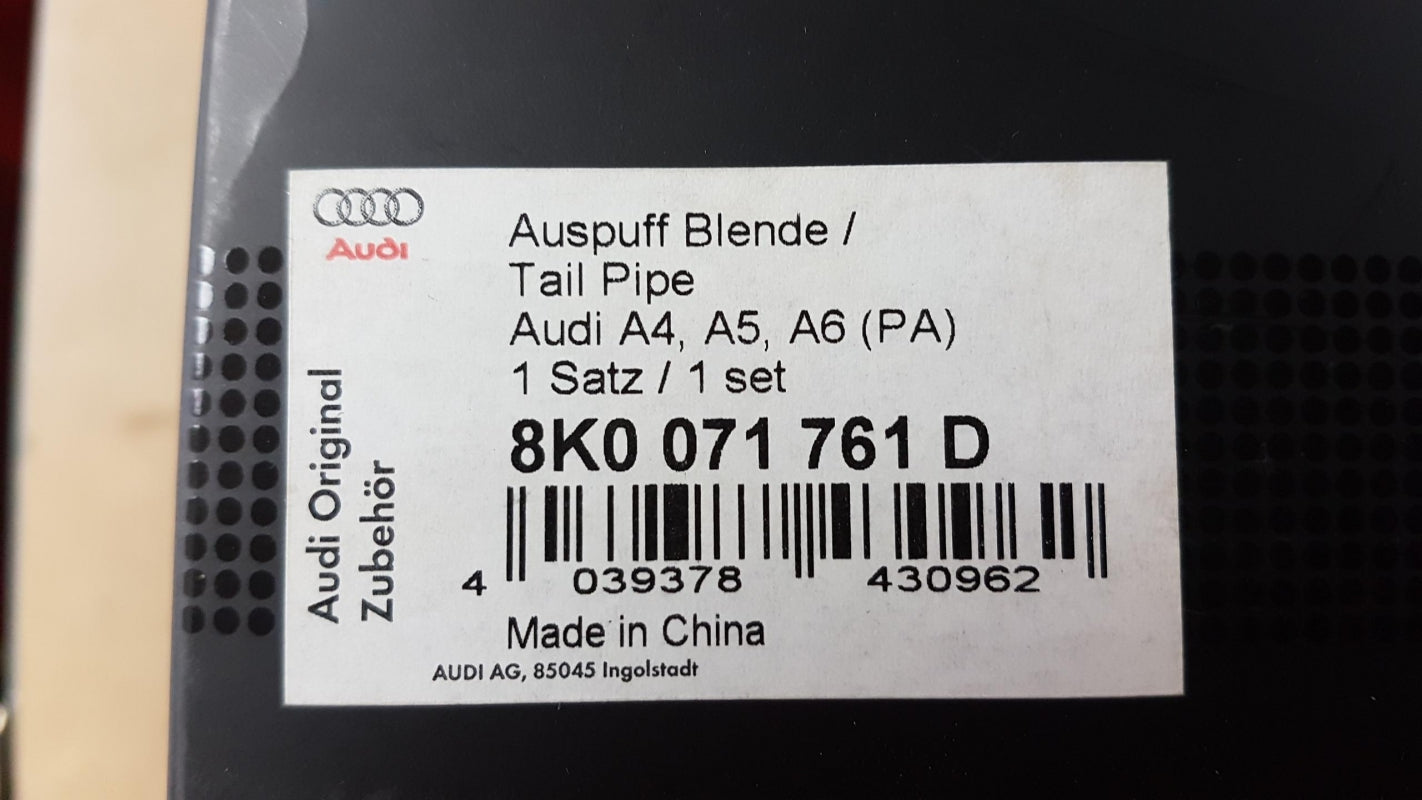 Audi
Audi Original
Zubehör
Auspuff Blende /
Tail Pipe
Audi A4, A5, A6 (PA)
1 Satz / 1 set
8K0 071 761 D
4 039378 430962
Made in China
AUDI AG, 85045 Ingolstadt